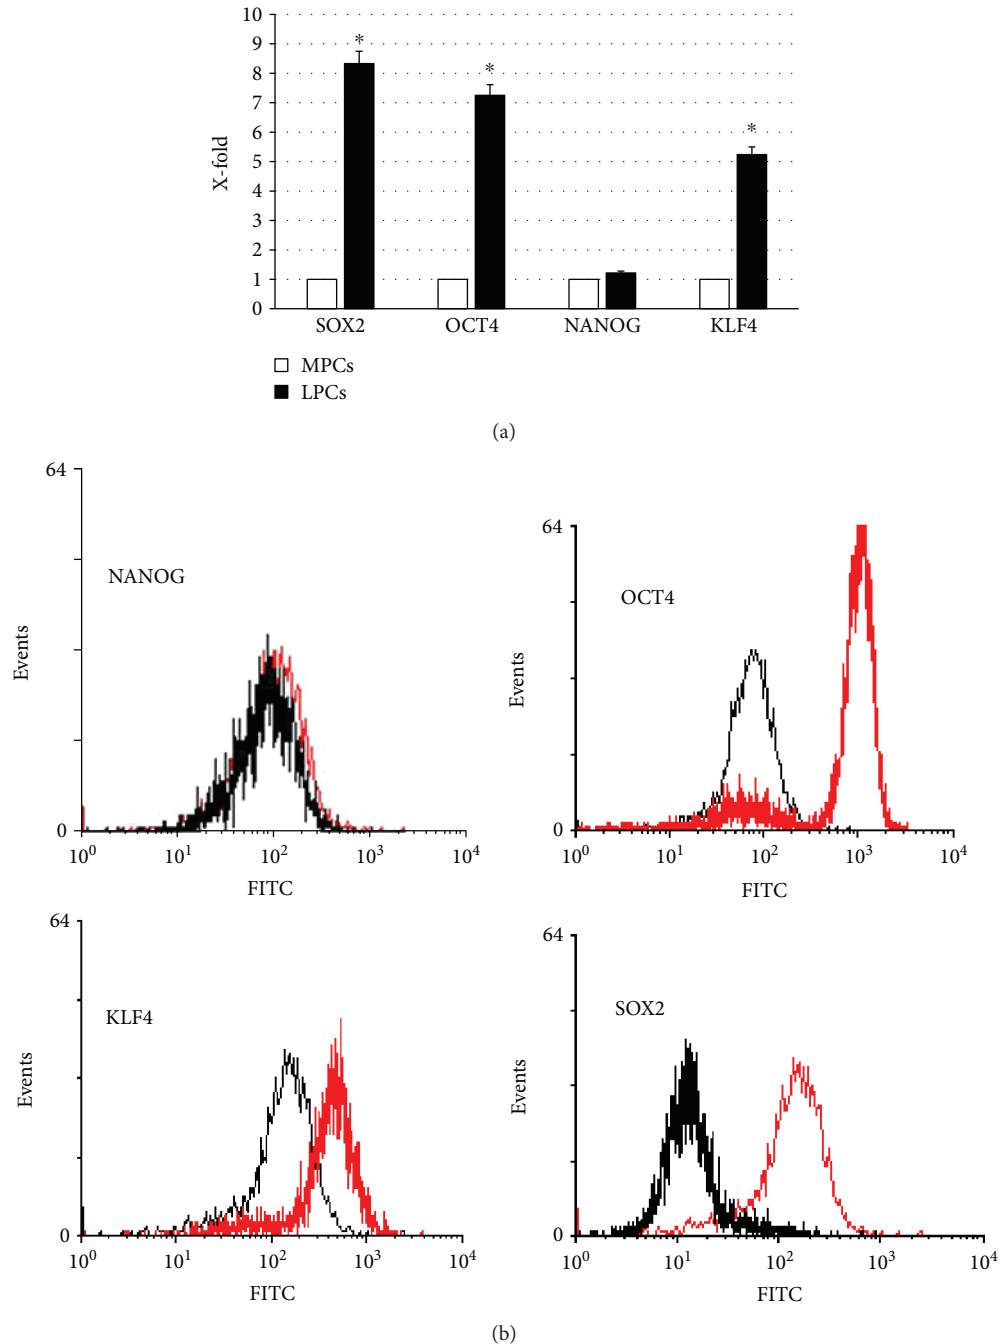 10
9
8
7
6
5
4
3
2
1
0
X-fold
*
*
*
SOX2 OCT4 NANOG KLF4
MPCs
LPCs
(a)
64
NANOG
Events
0
10⁰ 10¹ 10² 10³ 10⁴
FITC
64
OCT4
Events
0
10⁰ 10¹ 10² 10³ 10⁴
FITC
64
KLF4
Events
0
10⁰ 10¹ 10² 10³ 10⁴
FITC
64
SOX2
Events
0
10⁰ 10¹ 10² 10³ 10⁴
FITC
(b)